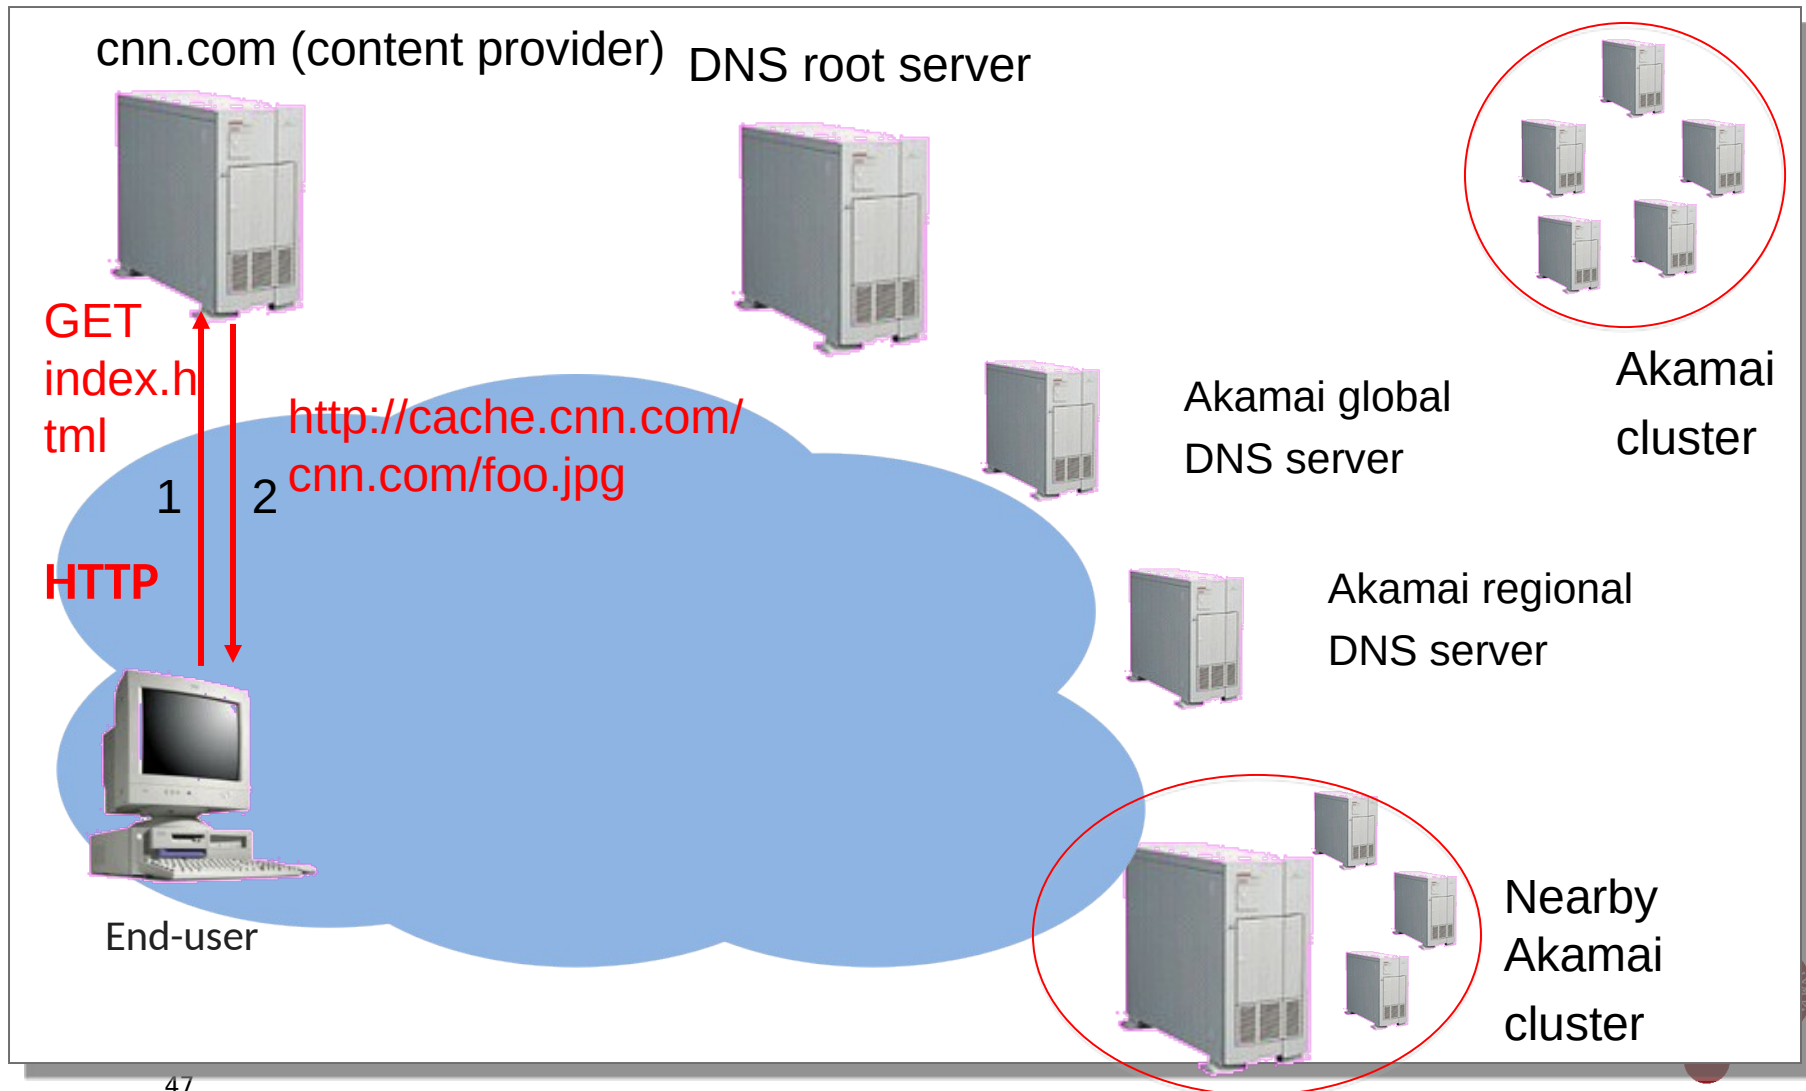 cnn.com (content provider)
DNS root server
GET
index.h
tml
http://cache.cnn.com/
cnn.com/foo.jpg
1
2
HTTP
Akamai global
DNS server
Akamai
cluster
Akamai regional
DNS server
End-user
Nearby
Akamai
cluster
47